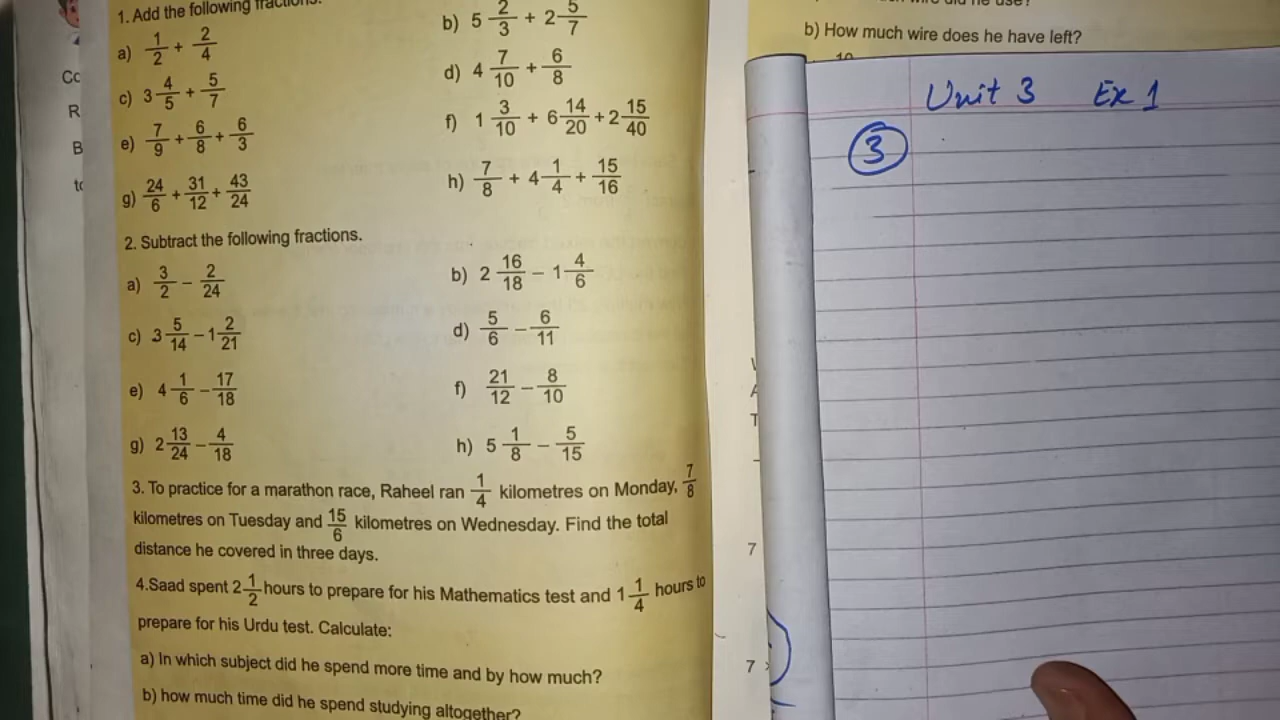 1. Add the following fractions.
a) 1/2 + 2/4
b) 5 2/3 + 2 5/7
c) 3 4/5 + 5/7
d) 4 7/10 + 6/8
e) 7/9 + 6/8 + 6/3
f) 1 3/10 + 6 14/20 + 2 15/40
g) 24/6 + 31/12 + 43/24
h) 7/8 + 4 1/4 + 15/16
2. Subtract the following fractions.
a) 3/2 - 2/24
b) 2 16/18 - 1 4/6
c) 3 5/14 - 1 2/21
d) 5/6 - 6/11
e) 4 1/6 - 17/18
f) 21/12 - 8/10
g) 2 13/24 - 4/18
h) 5 1/8 - 5/15
3. To practice for a marathon race, Raheel ran 1/4 kilometres on Monday, 7/8
kilometres on Tuesday and 15/6 kilometres on Wednesday. Find the total
distance he covered in three days.
4.Saad spent 2 1/2 hours to prepare for his Mathematics test and 1 1/4 hours to
prepare for his Urdu test. Calculate:
a) In which subject did he spend more time and by how much?
b) how much time did he spend studying altogether?
b) How much wire does he have left?
Unit 3 Ex 1
3
7
7